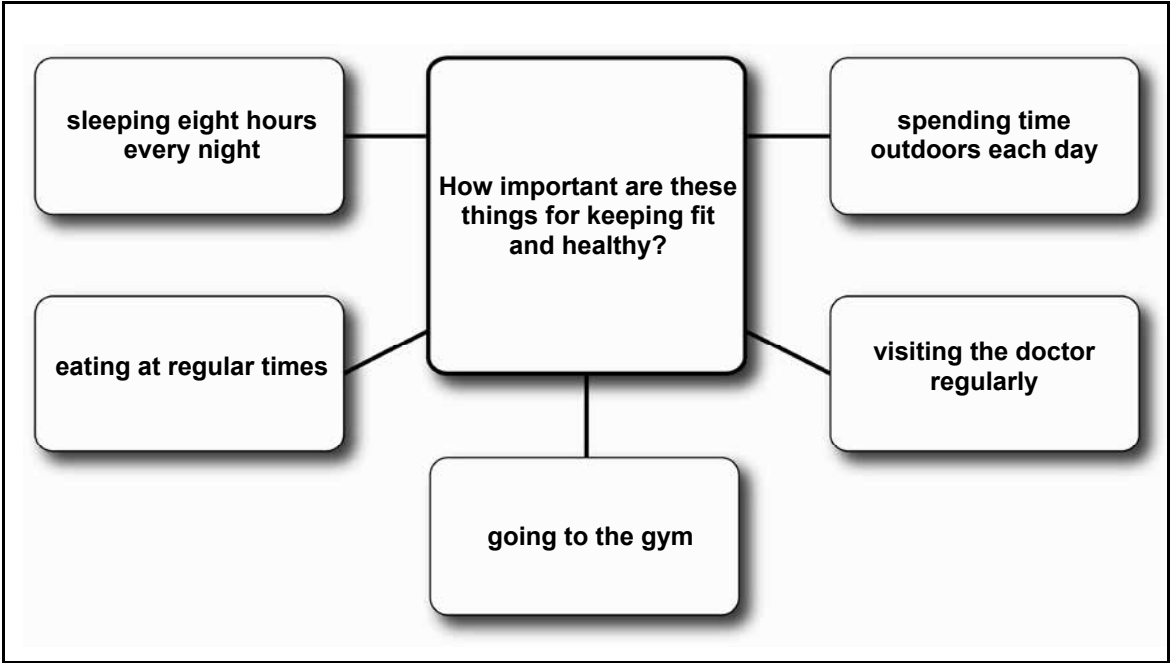 sleeping eight hours
every night
How important are these
things for keeping fit
and healthy?
spending time
outdoors each day
eating at regular times
visiting the doctor
regularly
going to the gym